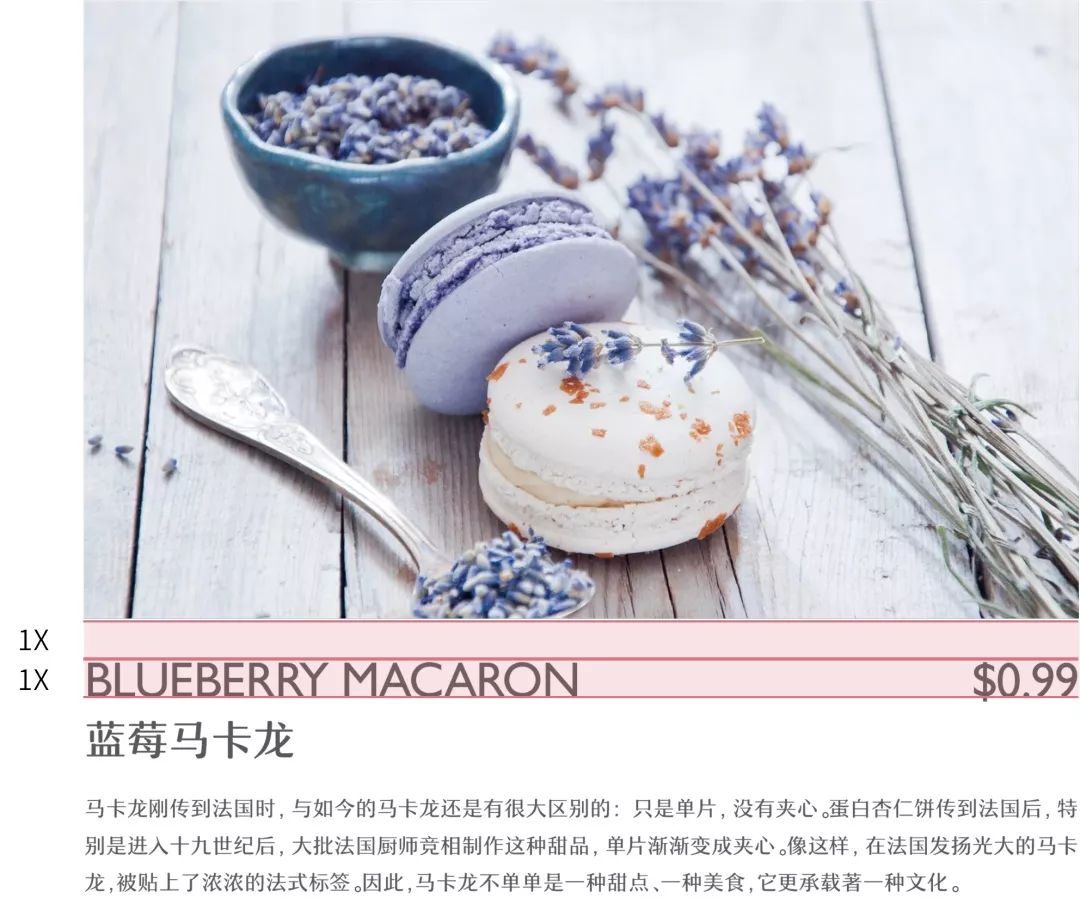 1X
1X BLUEBERRY MACARON $0.99
蓝莓马卡龙
马卡龙刚传到法国时，与如今的马卡龙还是有很大区别的：只是单片，没有夹心。蛋白杏仁饼传到法国后，特
别是进入十九世纪后，大批法国厨师竞相制作这种甜品，单片渐渐变成夹心。像这样，在法国发扬光大的马卡
龙，被贴上了浓浓的法式标签。因此，马卡龙不单单是一种甜点、一种美食，它更承载著一种文化。